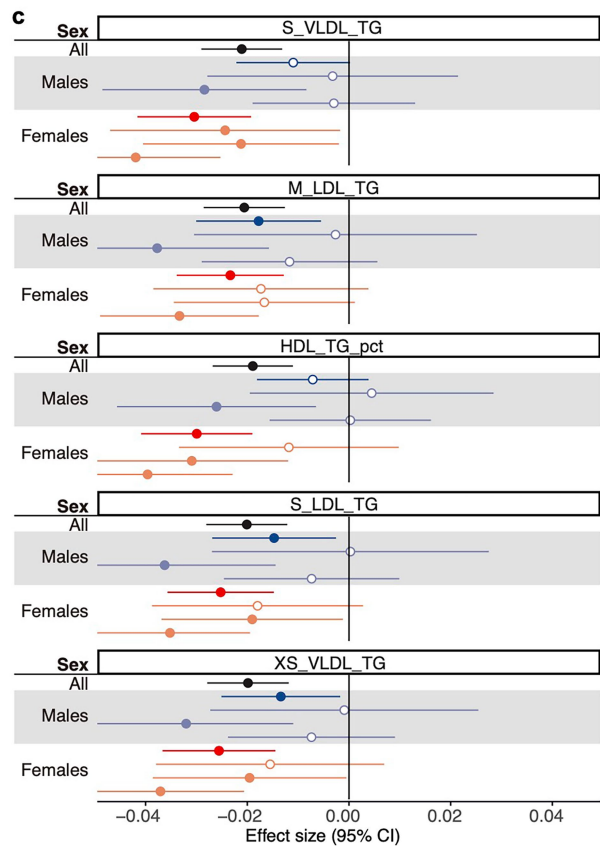 c
Sex S_VLDL_TG
All
Males
Females
Sex M_LDL_TG
All
Males
Females
Sex HDL_TG_pct
All
Males
Females
Sex S_LDL_TG
All
Males
Females
Sex XS_VLDL_TG
All
Males
Females
−0.04 −0.02 0.00 0.02 0.04
Effect size (95% CI)